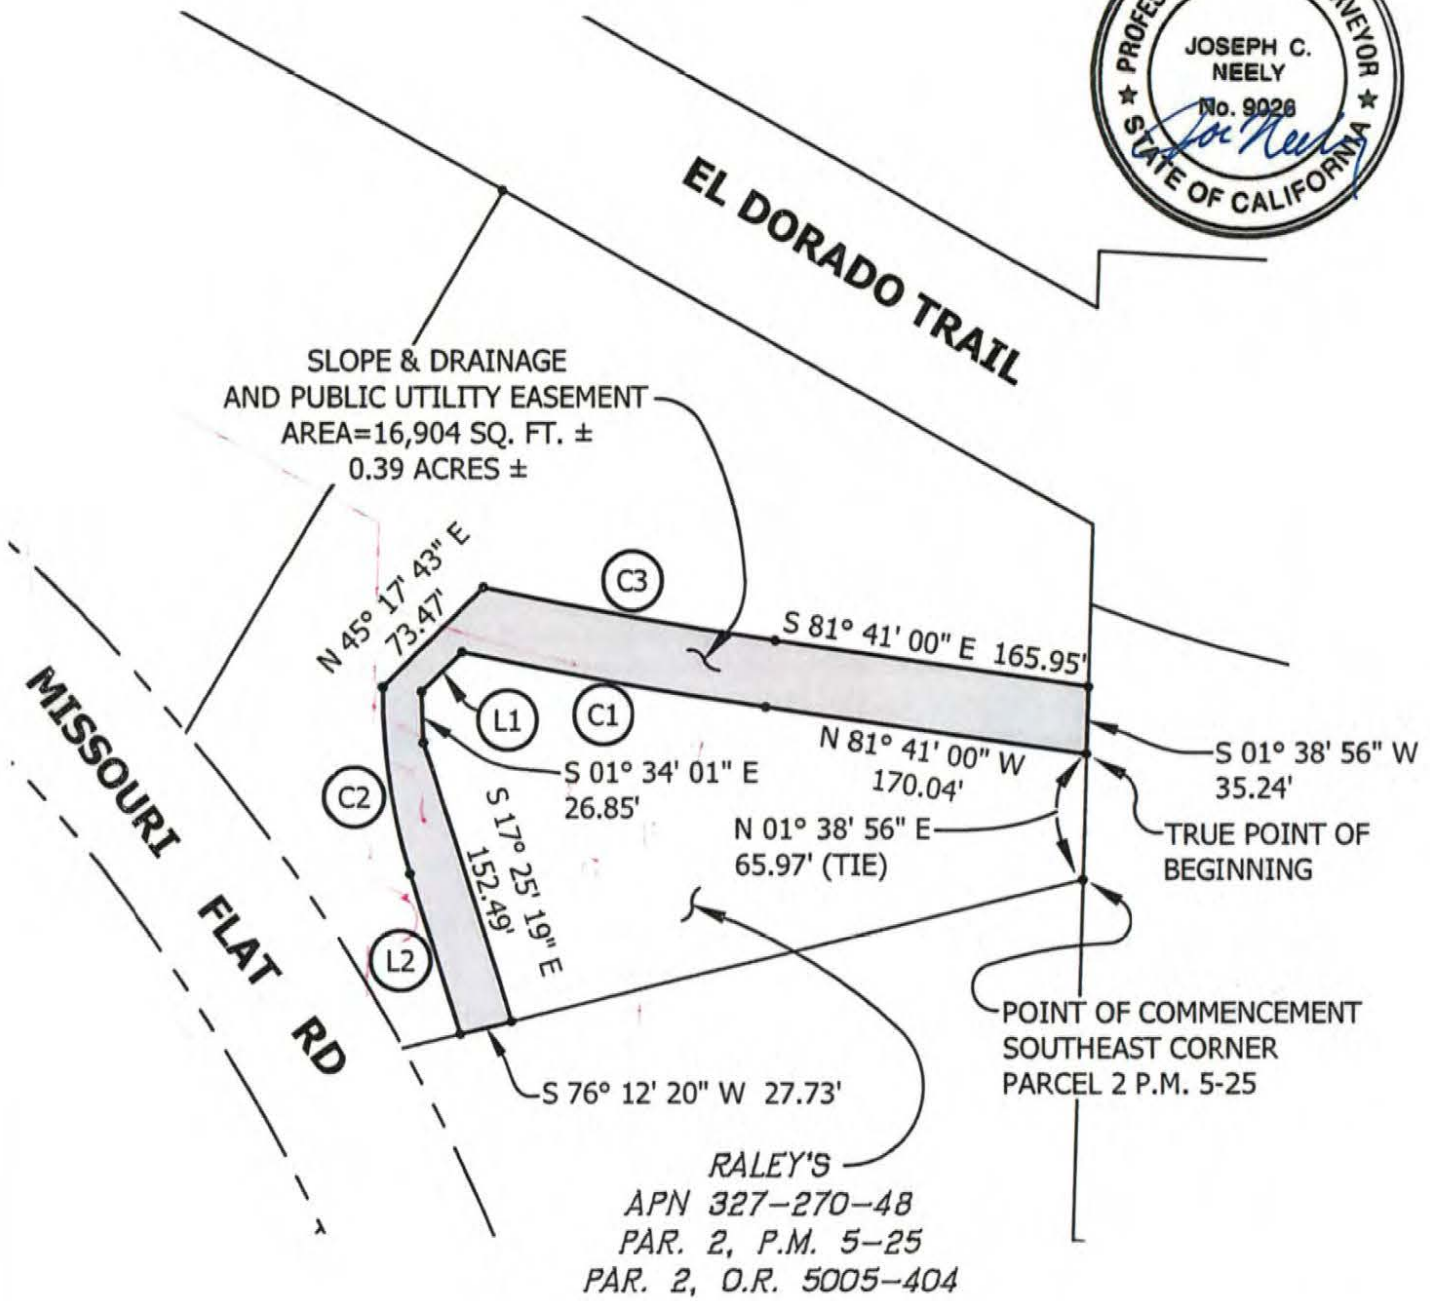 PROFES
VEYOR
JOSEPH C.
NEELY
No. 9026
Joe Neely
STATE OF CALIFORNIA
EL DORADO TRAIL
SLOPE & DRAINAGE
AND PUBLIC UTILITY EASEMENT
AREA=16,904 SQ. FT. ±
0.39 ACRES ±
N 45° 17' 43" E
73.47'
C3
S 81° 41' 00" E 165.95'
L1
C1
N 81° 41' 00" W
170.04'
S 01° 38' 56" W
35.24'
S 01° 34' 01" E
26.85'
C2
N 01° 38' 56" E
65.97' (TIE)
TRUE POINT OF
BEGINNING
S 17° 25' 19" E
152.49'
L2
MISSOURI FLAT RD
POINT OF COMMENCEMENT
SOUTHEAST CORNER
PARCEL 2 P.M. 5-25
S 76° 12' 20" W 27.73'
RALEY'S
APN 327-270-48
PAR. 2, P.M. 5-25
PAR. 2, O.R. 5005-404